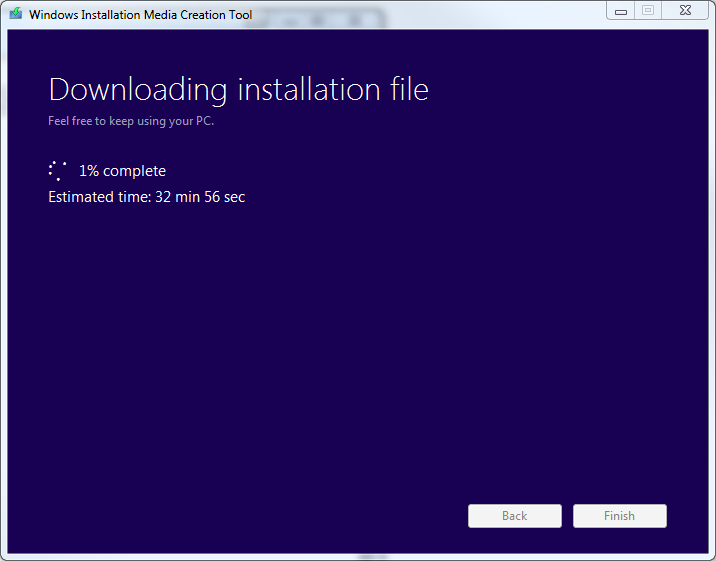 Windows Installation Media Creation Tool
Downloading installation file
Feel free to keep using your PC.
1% complete
Estimated time: 32 min 56 sec
Back
Finish